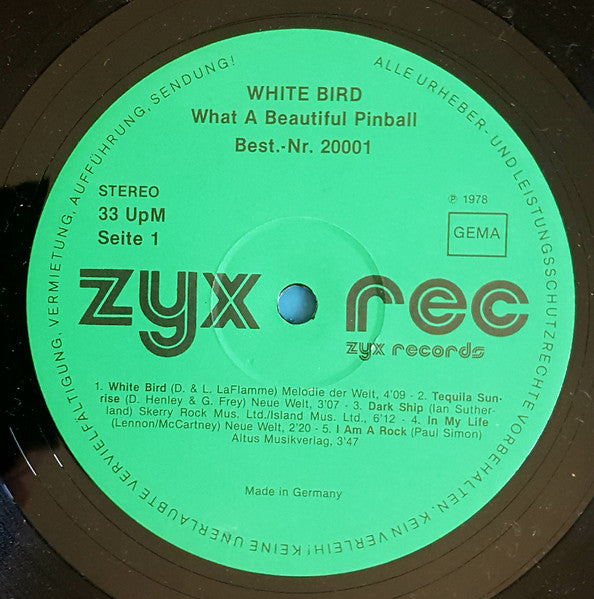 WHITE BIRD
What A Beautiful Pinball
Best.-Nr. 20001
STEREO
33 UpM
Seite 1
℗ 1978
GEMA
zyx rec
zyx records
1. White Bird (D. & L. LaFlamme) Melodie der Welt, 4'09 - 2. Tequila Sun-
rise (D. Henley & G. Frey) Neue Welt, 3'07 - 3. Dark Ship (Ian Suther-
land) Skerry Rock Mus. Ltd./Island Mus. Ltd., 6'12 - 4. In My Life
(Lennon/McCartney) Neue Welt, 2'20 - 5. I Am A Rock (Paul Simon)
Altus Musikverlag, 3'47
Made in Germany
ALLE URHEBER- UND LEISTUNGSSCHUTZRECHTE VORBEHALTEN. KEIN VERLEIH! KEINE UNERLAUBTE VERVIELFÄLTIGUNG, VERMIETUNG, AUFFÜHRUNG, SENDUNG!